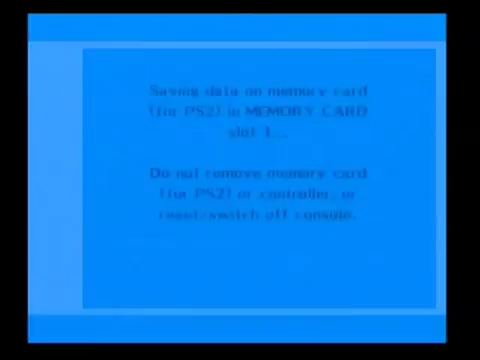 Saving data on memory card
(for PS2) in MEMORY CARD
slot 1...
Do not remove memory card
(for PS2) or controller, or
reset/switch off console.